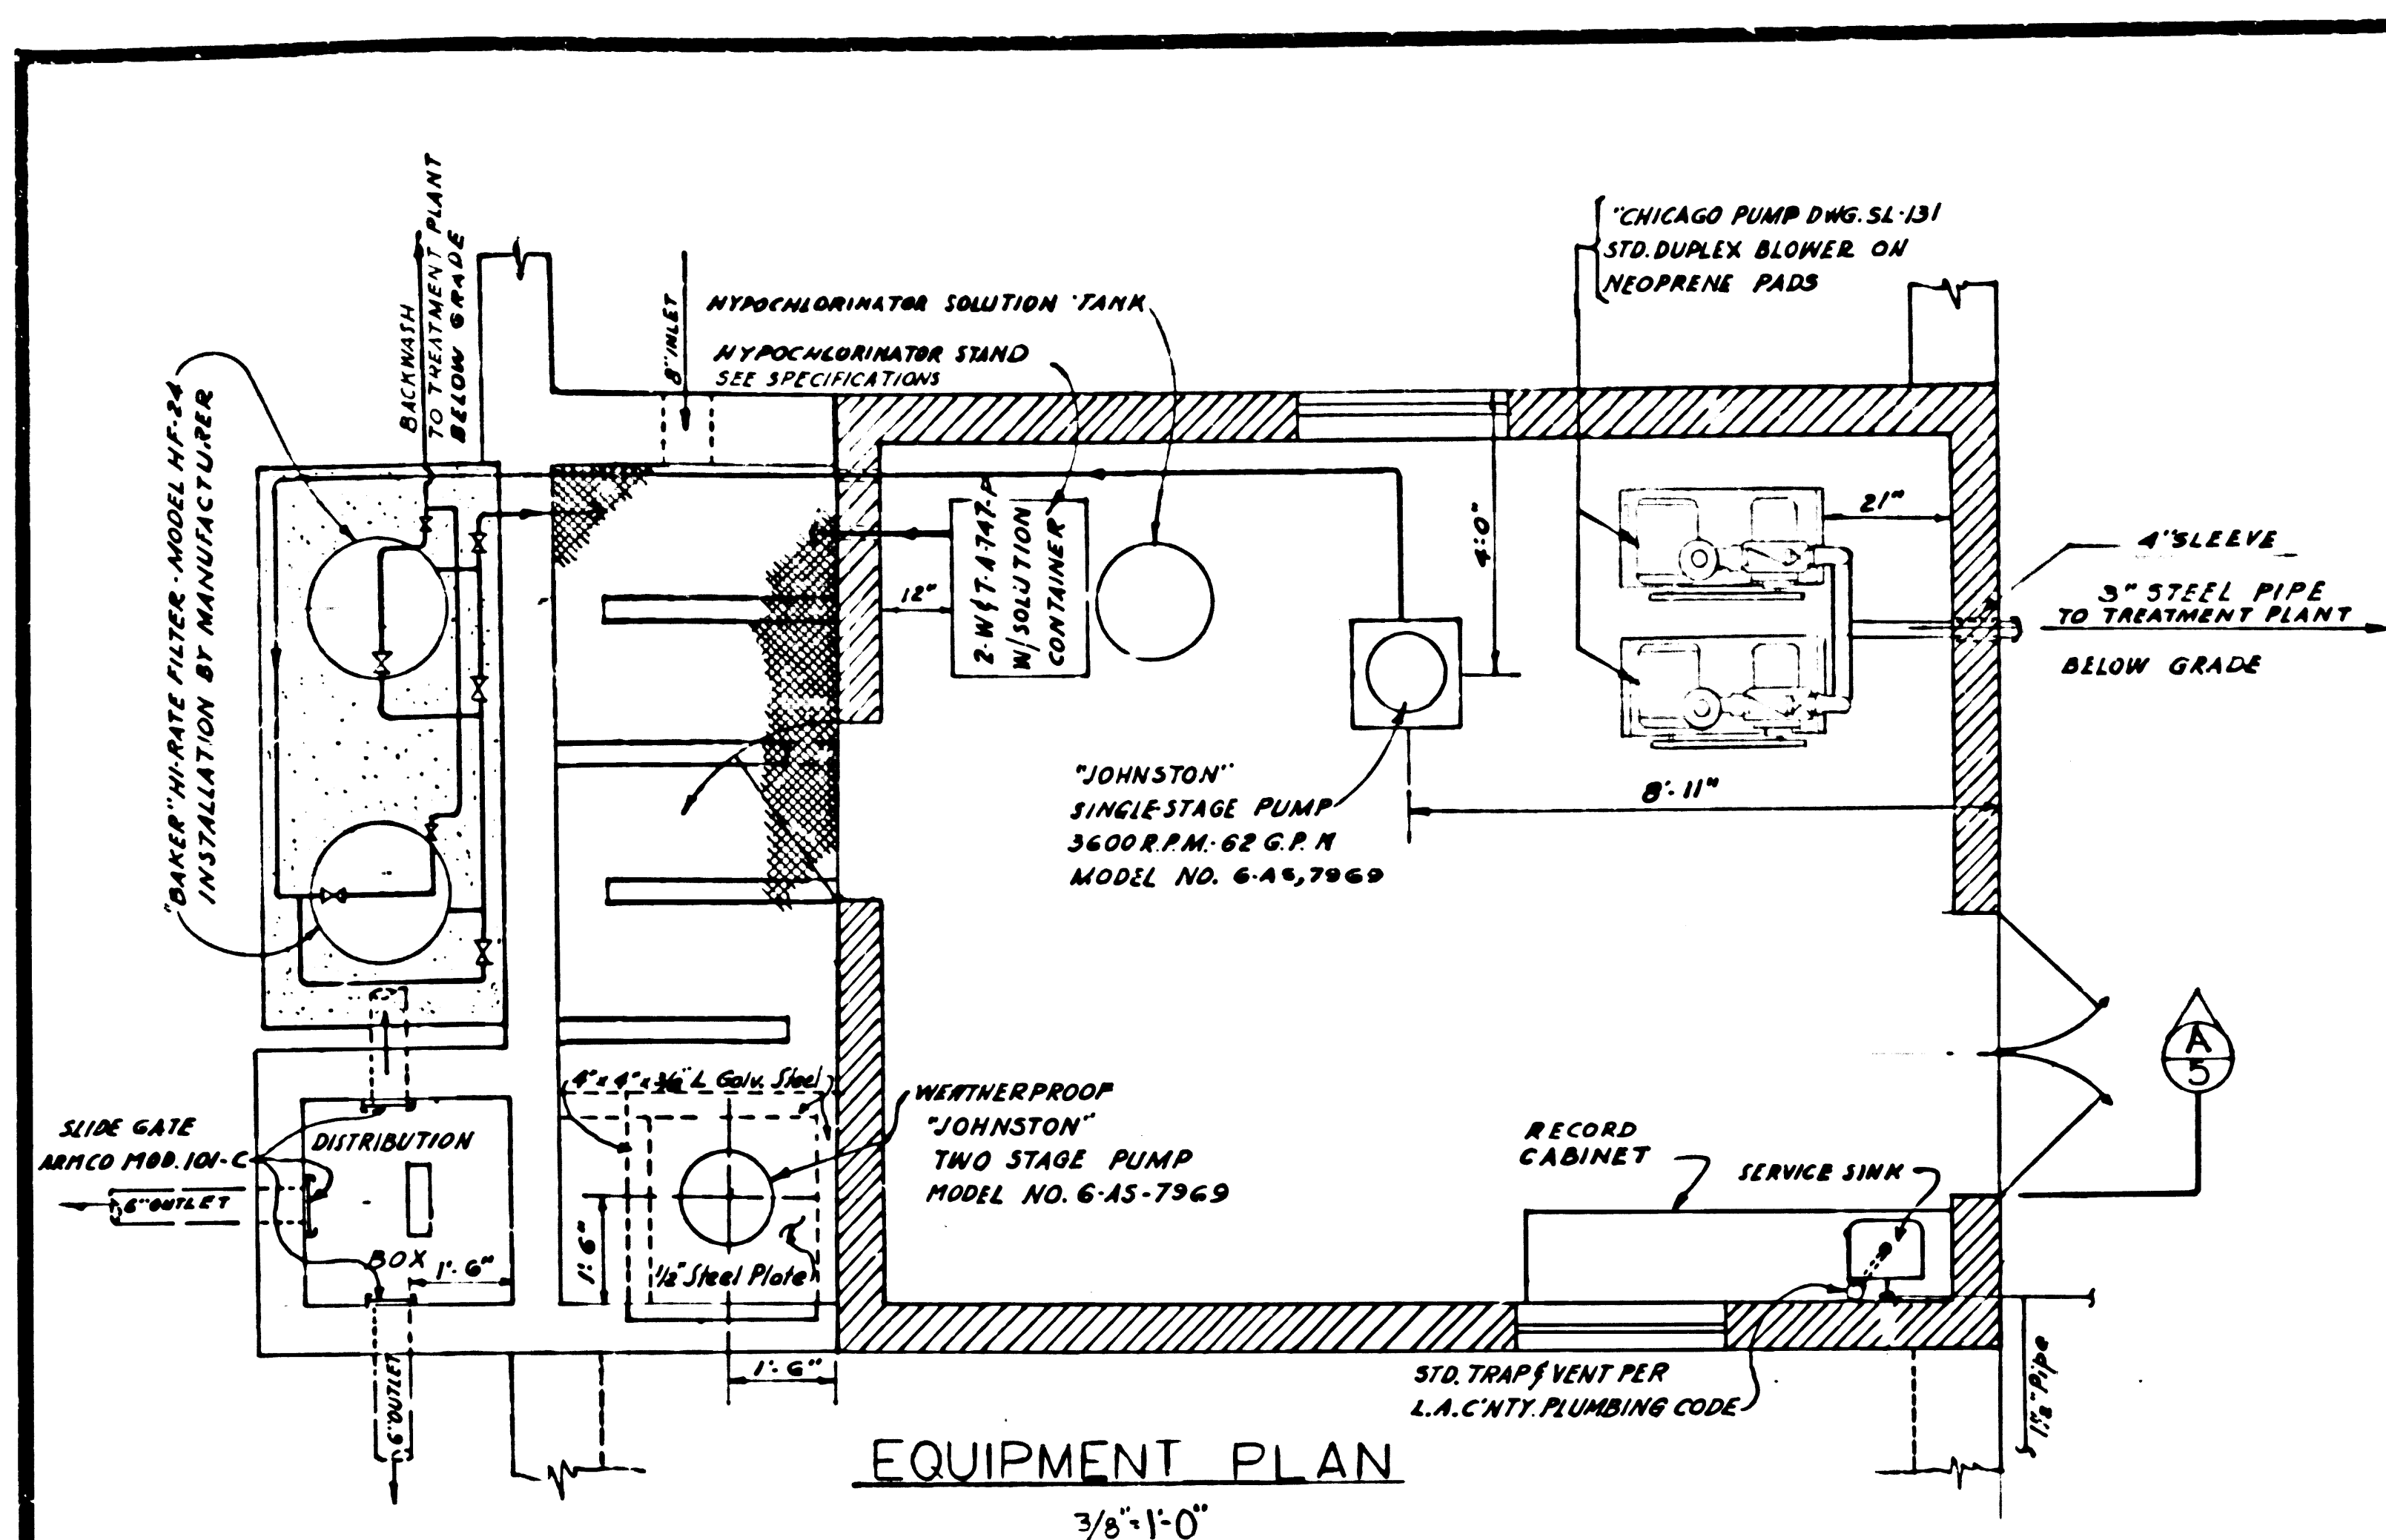 "CHICAGO PUMP DWG. SL-131
STD. DUPLEX BLOWER ON
NEOPRENE PADS
BACKWASH
TO TREATMENT PLANT
BELOW GRADE
8" INLET
HYPOCHLORINATOR SOLUTION TANK
HYPOCHLORINATOR STAND
SEE SPECIFICATIONS
"BAKER" HI-RATE FILTER - MODEL HF-24
INSTALLATION BY MANUFACTURER
2-W&T-A-747-P
W/SOLUTION
CONTAINER
12"
4'-0"
21"
4" SLEEVE
3" STEEL PIPE
TO TREATMENT PLANT
BELOW GRADE
"JOHNSTON"
SINGLE-STAGE PUMP
3600 R.P.M. - 62 G.P.M
MODEL NO. 6-AS, 7969
8'-11"
A
5
4" x 4" x L Galv. Steel
WEATHERPROOF
"JOHNSTON"
TWO STAGE PUMP
MODEL NO. 6-AS-7969
SLIDE GATE
ARMCO MOD. 101-C
DISTRIBUTION
BOX
6" OUTLET
1'-6"
1'-6"
1/2" Steel Plate
RECORD
CABINET
SERVICE SINK
6" OUTLET
1'-6"
STD. TRAP & VENT PER
L.A. C'NTY. PLUMBING CODE
Pipe
EQUIPMENT PLAN
3/8" = 1'-0"